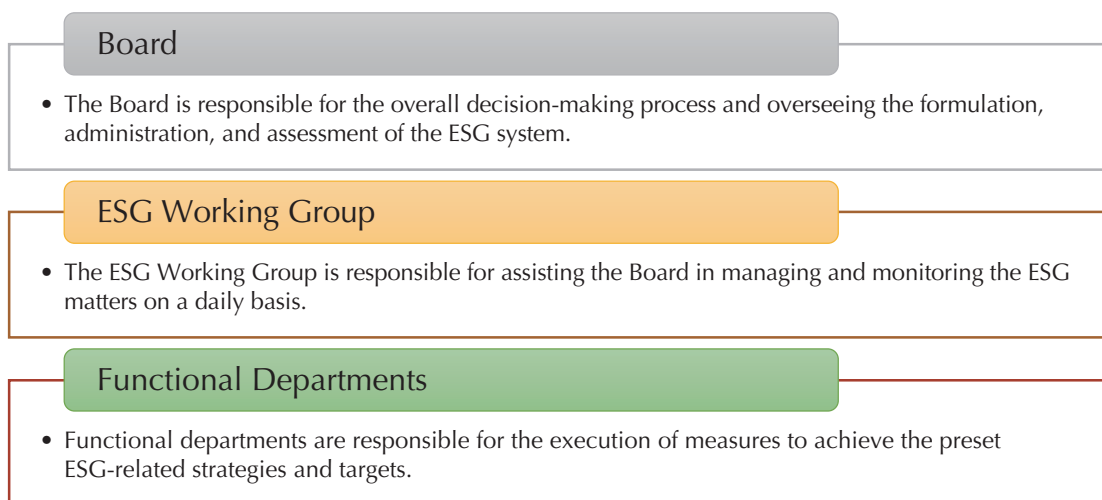 Board
• The Board is responsible for the overall decision-making process and overseeing the formulation,
administration, and assessment of the ESG system.
ESG Working Group
• The ESG Working Group is responsible for assisting the Board in managing and monitoring the ESG
matters on a daily basis.
Functional Departments
• Functional departments are responsible for the execution of measures to achieve the preset
ESG-related strategies and targets.